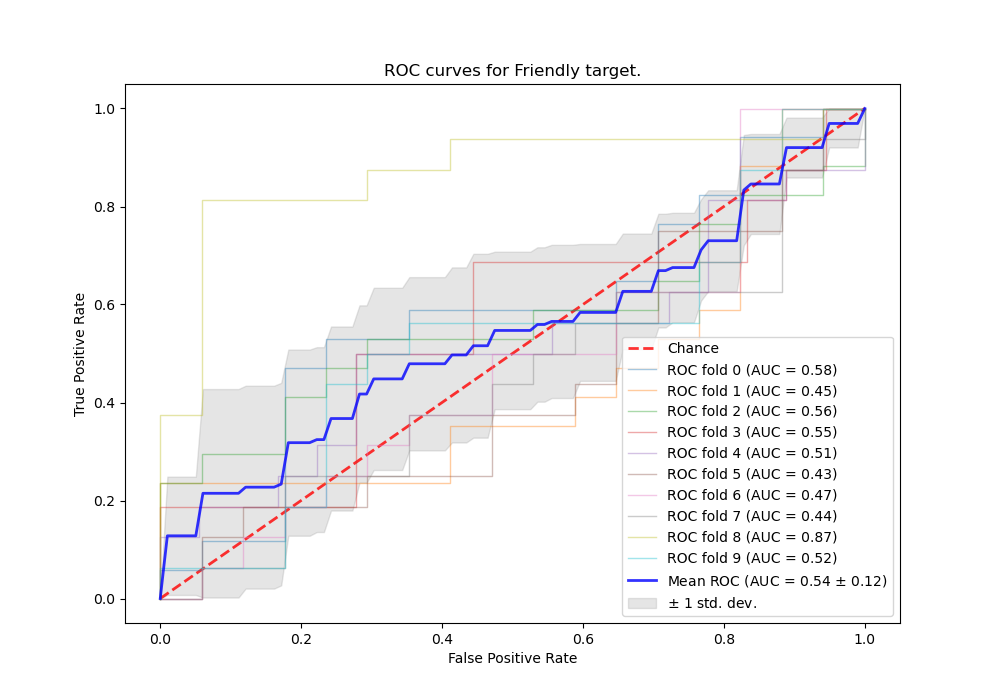 ROC curves for Friendly target.
True Positive Rate
1.0
0.8
0.6
0.4
0.2
0.0
0.0 0.2 0.4 0.6 0.8 1.0
False Positive Rate
Chance
ROC fold 0 (AUC = 0.58)
ROC fold 1 (AUC = 0.45)
ROC fold 2 (AUC = 0.56)
ROC fold 3 (AUC = 0.55)
ROC fold 4 (AUC = 0.51)
ROC fold 5 (AUC = 0.43)
ROC fold 6 (AUC = 0.47)
ROC fold 7 (AUC = 0.44)
ROC fold 8 (AUC = 0.87)
ROC fold 9 (AUC = 0.52)
Mean ROC (AUC = 0.54 ± 0.12)
± 1 std. dev.